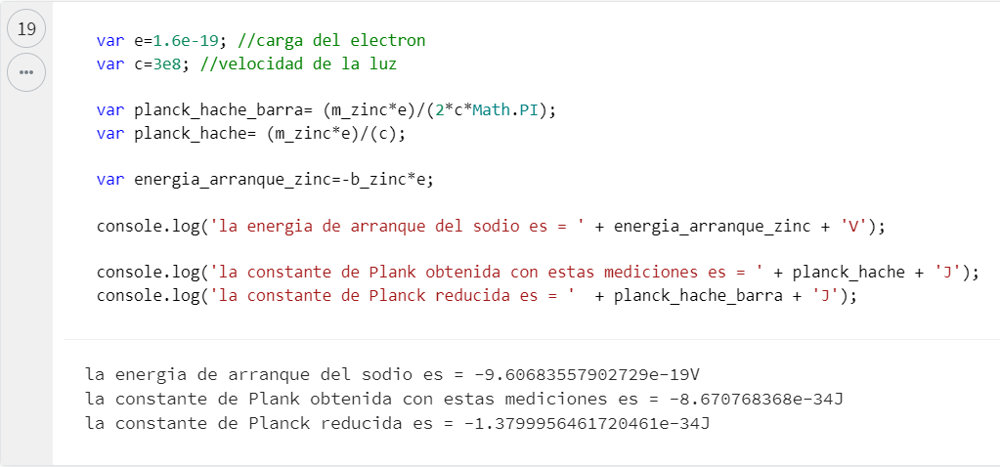 19
var e=1.6e-19; //carga del electron
var c=3e8; //velocidad de la luz
var planck_hache_barra= (m_zinc*e)/(2*c*Math.PI);
var planck_hache= (m_zinc*e)/(c);
var energia_arranque_zinc=-b_zinc*e;
console.log('la energia de arranque del sodio es = ' + energia_arranque_zinc + 'V');
console.log('la constante de Plank obtenida con estas mediciones es = ' + planck_hache + 'J');
console.log('la constante de Planck reducida es = '  + planck_hache_barra + 'J');
la energia de arranque del sodio es = -9.60683557902729e-19V
la constante de Plank obtenida con estas mediciones es = -8.670768368e-34J
la constante de Planck reducida es = -1.3799956461720461e-34J